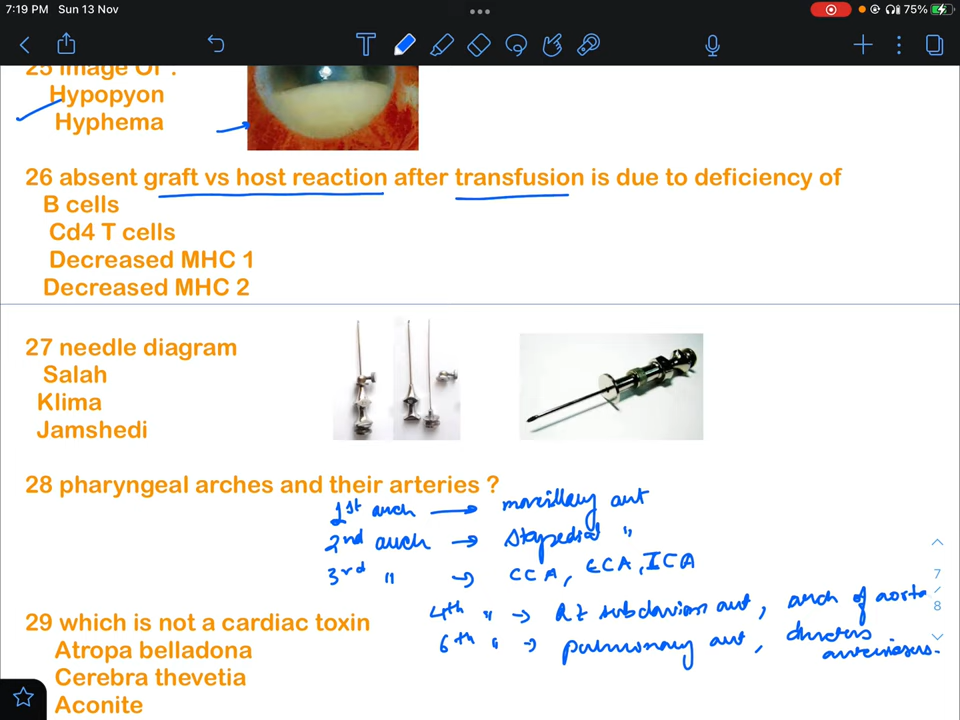 7:19 PM Sun 13 Nov
75%
25 Image Of :
Hypopyon
Hyphema
26 absent graft vs host reaction after transfusion is due to deficiency of
B cells
Cd4 T cells
Decreased MHC 1
Decreased MHC 2
27 needle diagram
Salah
Klima
Jamshedi
28 pharyngeal arches and their arteries ?
1st arch → maxillary art
2nd arch → stapedial "
3rd " → CCA, ECA, ICA
4th " → Rt subclavian art, arch of aorta
6th " → pulmonary art, ductus arteriosus.
7/8
29 which is not a cardiac toxin
Atropa belladona
Cerebra thevetia
Aconite